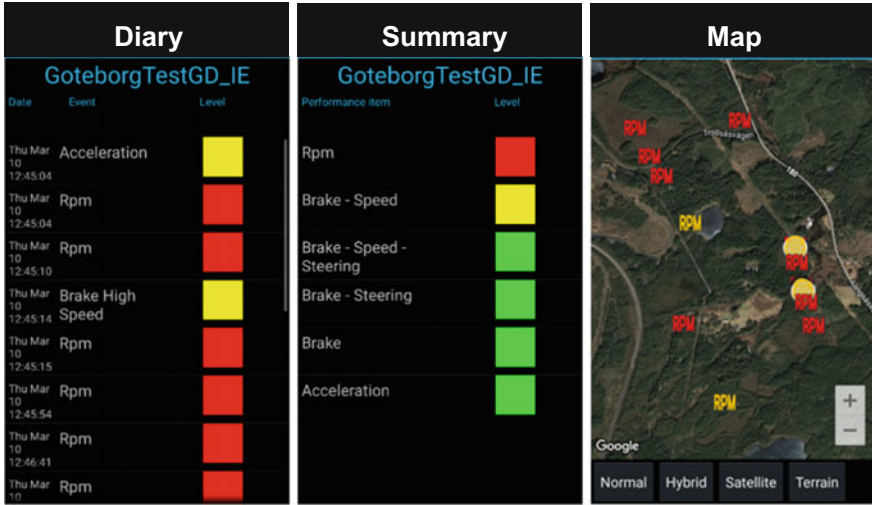 Diary
GoteborgTestGD_IE
Date Event Level
Thu Mar
10
12:45:04
Acceleration
Thu Mar
10
12:45:04
Rpm
Thu Mar
10
12:45:10
Rpm
Thu Mar
10
12:45:14
Brake High
Speed
Thu Mar
10
12:45:15
Rpm
Thu Mar
10
12:45:54
Rpm
Thu Mar
10
12:46:41
Rpm
Thu Mar
10
Rpm
Summary
GoteborgTestGD_IE
Performance item Level
Rpm
Brake - Speed
Brake - Speed -
Steering
Brake - Steering
Brake
Acceleration
Map
RPM
RPM
RPM
RPM
RPM
RPM
RPM
RPM
RPM
RPM
180
+
−
Google
Normal Hybrid Satellite Terrain